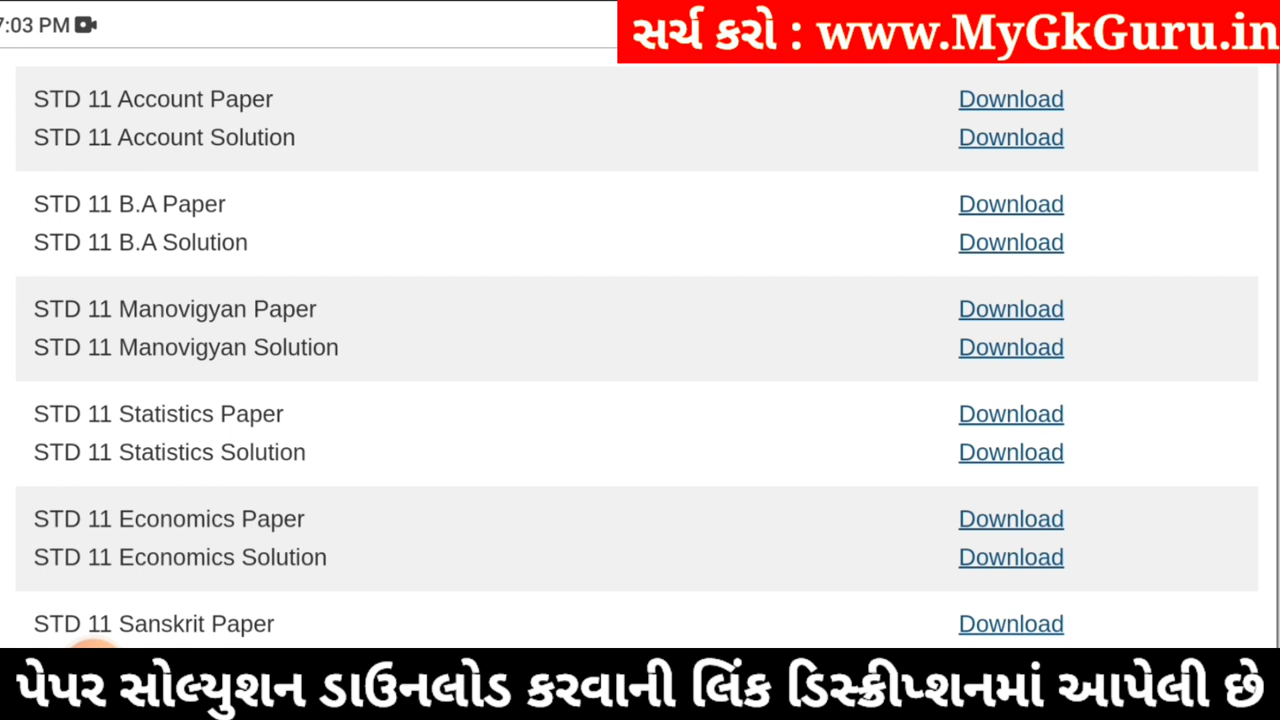 7:03 PM
સર્ચ કરો : www.MyGkGuru.in
STD 11 Account Paper Download
STD 11 Account Solution Download
STD 11 B.A Paper Download
STD 11 B.A Solution Download
STD 11 Manovigyan Paper Download
STD 11 Manovigyan Solution Download
STD 11 Statistics Paper Download
STD 11 Statistics Solution Download
STD 11 Economics Paper Download
STD 11 Economics Solution Download
STD 11 Sanskrit Paper Download
પેપર સોલ્યુશન ડાઉનલોડ કરવાની લિંક ડિસ્ક્રીપ્શનમાં આપેલી છે